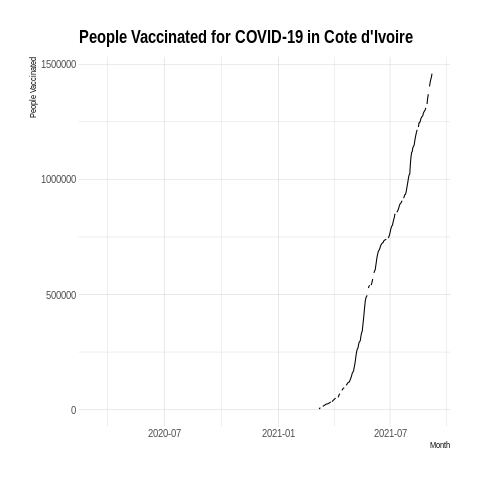 People Vaccinated for COVID-19 in Cote d'Ivoire
People Vaccinated
1500000
1000000
500000
0
2020-07 2021-01 2021-07
Month